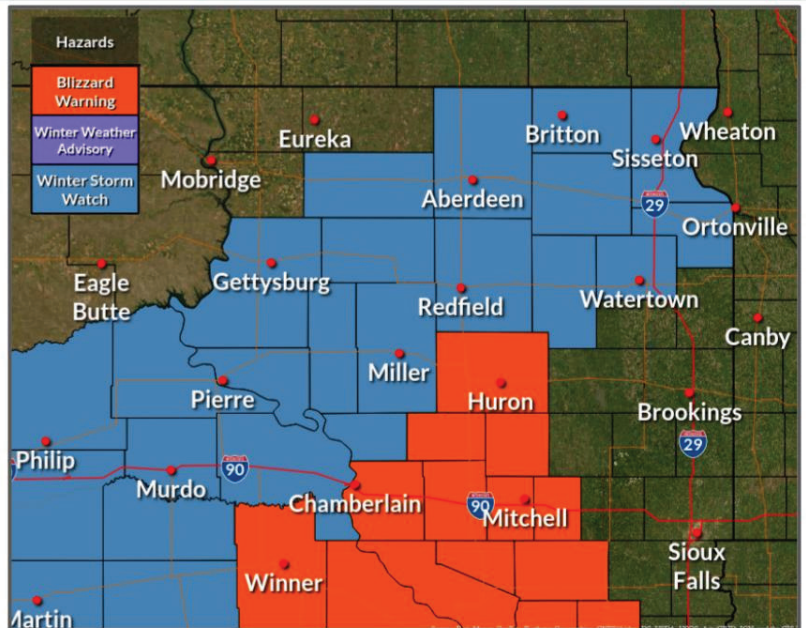 Hazards
Blizzard
Warning
Winter Weather
Advisory
Winter Storm
Watch
Eureka
Britton
Wheaton
Sisseton
Mobridge
Aberdeen
29
Ortonville
Eagle
Butte
Gettysburg
Redfield
Watertown
Canby
Miller
Pierre
Huron
Brookings
29
Philip
90
Murdo
Chamberlain
90
Mitchell
Sioux
Falls
Winner
Martin